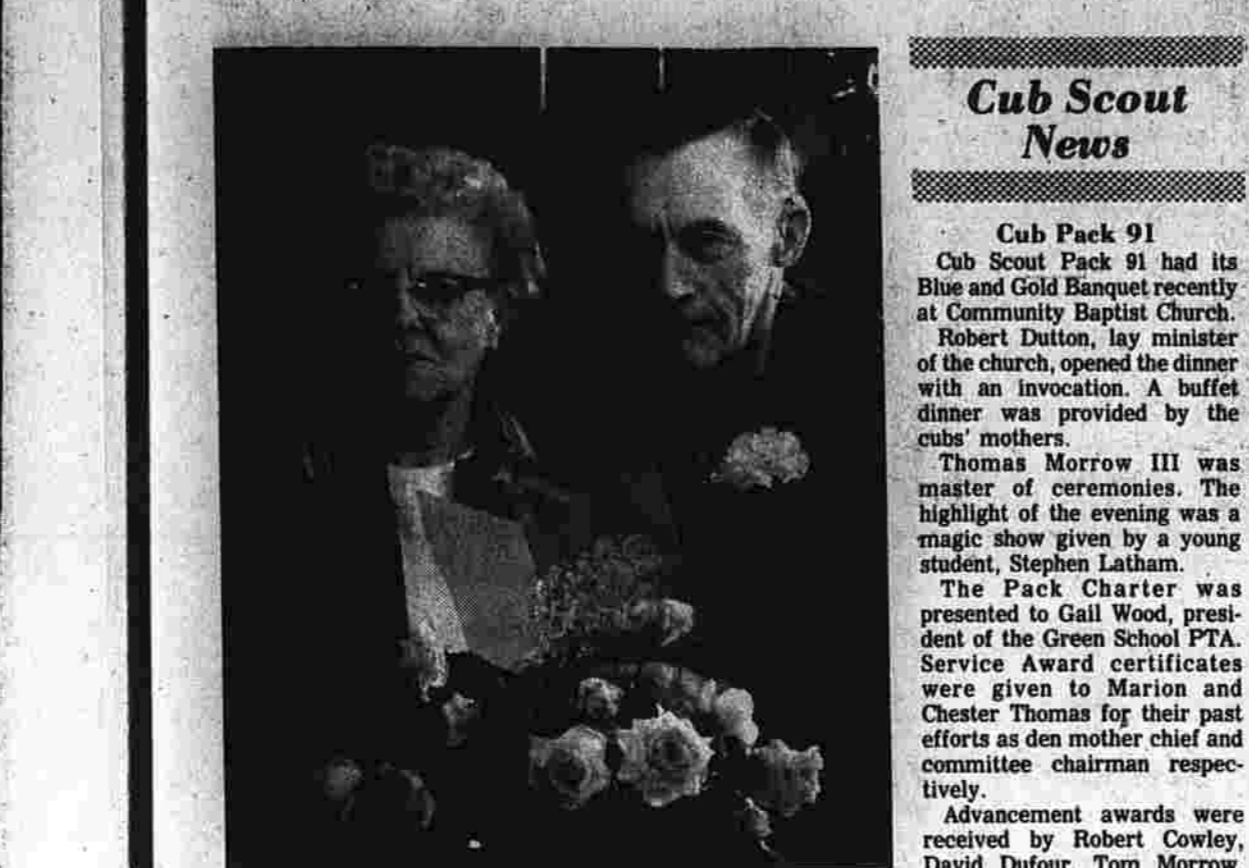 Cub Scout
News
Cub Pack 91
Cub Scout Pack 91 had its
Blue and Gold Banquet recently
at Community Baptist Church.
Robert Dutton, lay minister
of the church, opened the dinner
with an invocation. A buffet
dinner was provided by the
cubs' mothers.
Thomas Morrow III was
master of ceremonies. The
highlight of the evening was a
magic show given by a young
student, Stephen Latham.
The Pack Charter was
presented to Gail Wood, presi-
dent of the Green School PTA.
Service Award certificates
were given to Marion and
Chester Thomas for their past
efforts as den mother chief and
committee chairman respec-
tively.
Advancement awards were
received by Robert Cowley,
David Dufour, Tom Morrow,